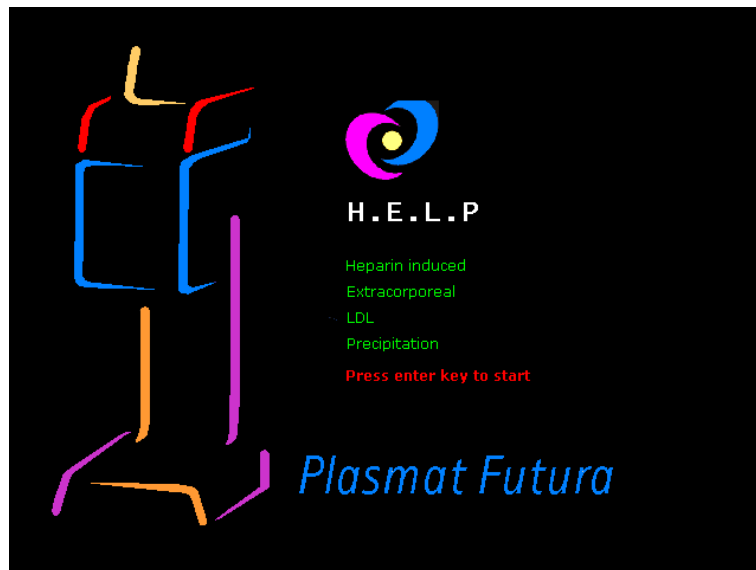 H.E.L.P
Heparin induced
Extracorporeal
LDL
Precipitation
Press enter key to start
Plasmat Futura